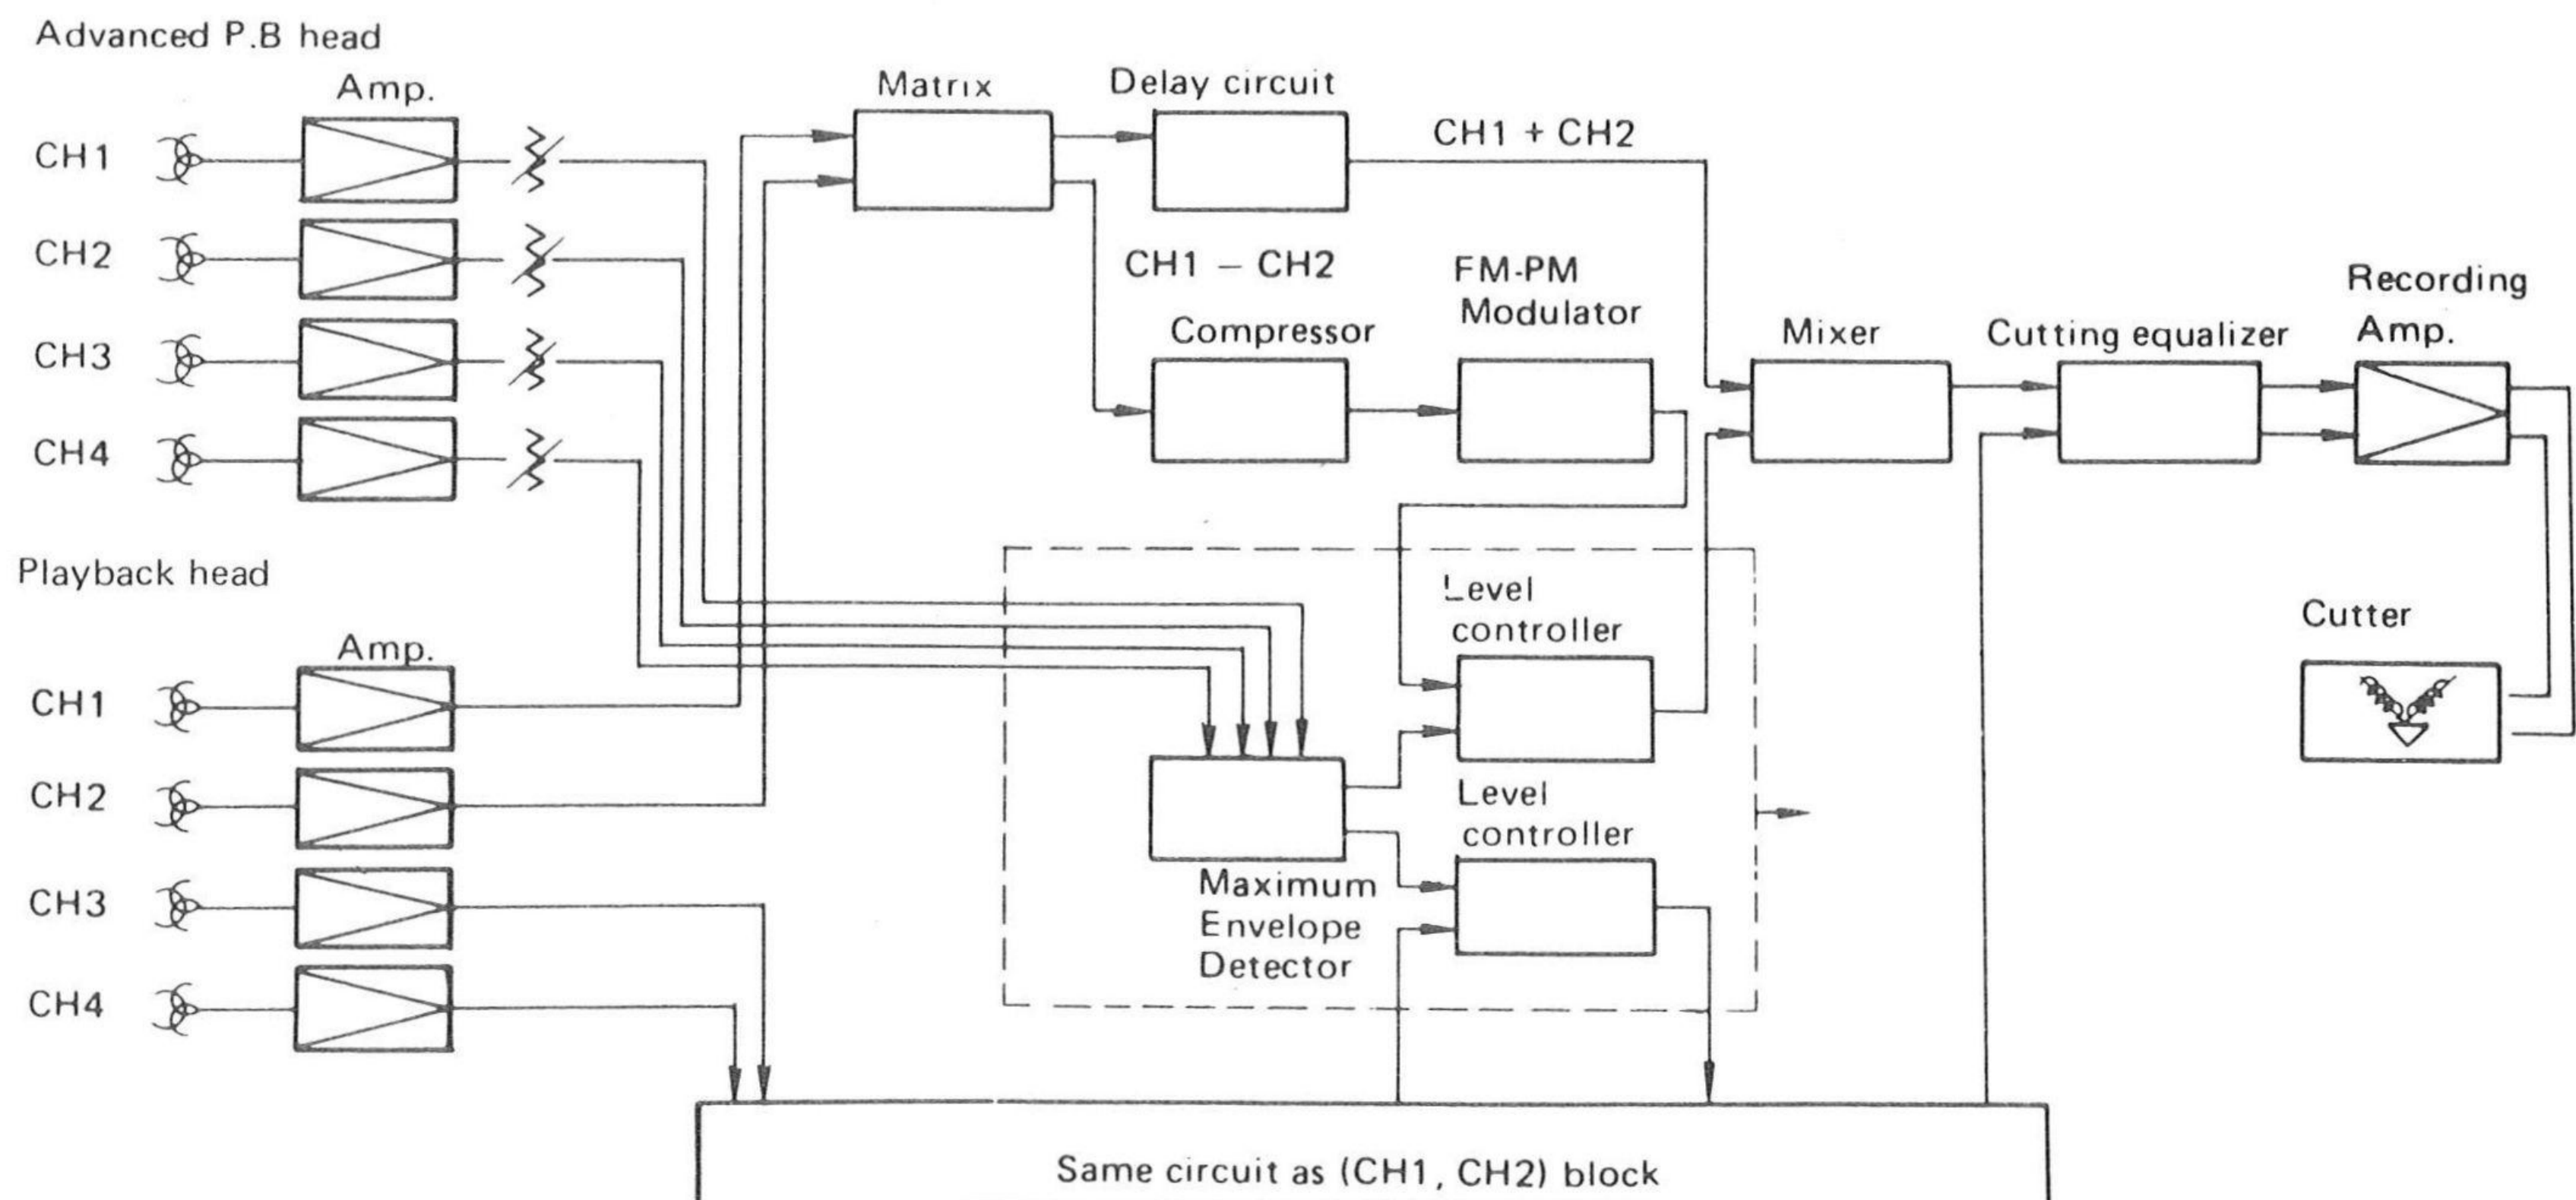 Advanced P.B head
Amp.
CH1
CH2
CH3
CH4
Matrix
Delay circuit
CH1 + CH2
CH1 – CH2
Compressor
FM-PM
Modulator
Mixer
Cutting equalizer
Recording
Amp.
Cutter
Playback head
Amp.
CH1
CH2
CH3
CH4
Level
controller
Level
controller
Maximum
Envelope
Detector
Same circuit as (CH1, CH2) block